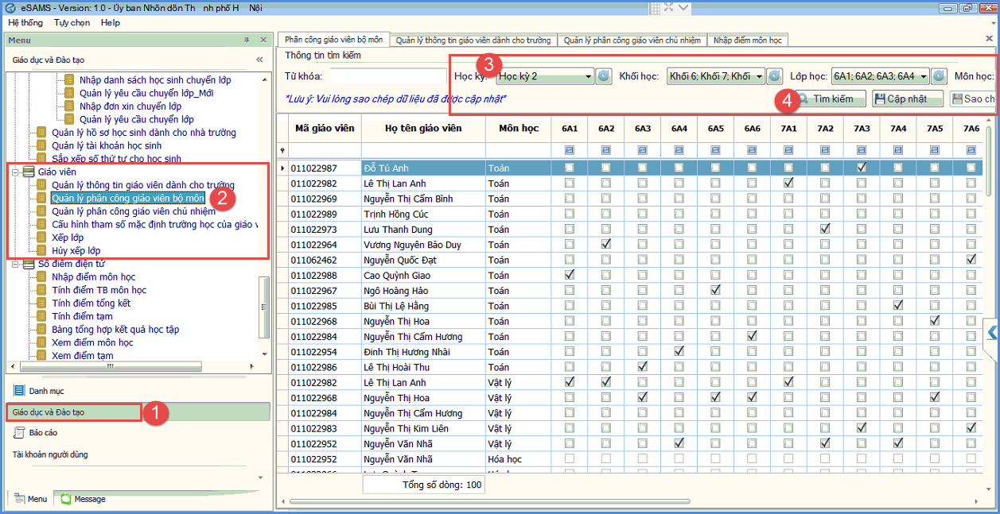 eSAMS - Version: 1.0 - Ủy ban Nhõn dõn Th nh phố H Nội
Hệ thống Tuỳ chọn Help
Menu
Giáo dục và Đào tạo
Nhập danh sách học sinh chuyển lớp
Quản lý yêu cầu chuyển lớp_Mới
Nhập đơn xin chuyển lớp
Quản lý yêu cầu chuyển lớp
Quản lý hồ sơ học sinh dành cho nhà trường
Quản lý tài khoản học sinh
Sắp xếp số thứ tự cho học sinh
Giáo viên
Quản lý thông tin giáo viên dành cho trường
Quản lý phân công giáo viên bộ môn
2
Quản lý phân công giáo viên chủ nhiệm
Cấu hình tham số mặc định trường học của giáo v
Xếp lớp
Hủy xếp lớp
Sổ điểm điện tử
Nhập điểm môn học
Tính điểm TB môn học
Tính điểm tổng kết
Tính điểm tạm
Bảng tổng hợp kết quả học tập
Xem điểm môn học
Xem điểm tạm
Danh mục
Giáo dục và Đào tạo
1
Báo cáo
Tài khoản người dùng
Menu Message
Phân công giáo viên bộ môn Quản lý thông tin giáo viên dành cho trường Quản lý phân công giáo viên chủ nhiệm Nhập điểm môn học
Thông tin tìm kiếm
3
Từ khóa: Học kỳ: Học kỳ 2 Khối học: Khối 6; Khối 7; Khối Lớp học: 6A1; 6A2; 6A3; 6A4 Môn học:
*Lưu ý: Vui lòng sao chép dữ liệu đã được cập nhật* 4 Tìm kiếm Cập nhật Sao ch
Mã giáo viên Họ tên giáo viên Môn học 6A1 6A2 6A3 6A4 6A5 6A6 7A1 7A2 7A3 7A4 7A5 7A6
011022987 Đỗ Tú Anh Toán
011022982 Lê Thị Lan Anh Toán
011022969 Nguyễn Thị Cẩm Bình Toán
011022989 Trịnh Hồng Cúc Toán
011022973 Lưu Thanh Dung Toán
011022964 Vương Nguyên Bảo Duy Toán
011062462 Nguyễn Quốc Đạt Toán
011022988 Cao Quỳnh Giao Toán
011022967 Ngô Hoàng Hảo Toán
011022985 Bùi Thị Lệ Hằng Toán
011022968 Nguyễn Thị Hoa Toán
011022984 Nguyễn Thị Cẩm Hương Toán
011022954 Đinh Thị Hương Nhài Toán
011022986 Lê Thị Hoài Thu Toán
011022982 Lê Thị Lan Anh Vật lý
011022968 Nguyễn Thị Hoa Vật lý
011022984 Nguyễn Thị Cẩm Hương Vật lý
011022983 Nguyễn Thị Kim Liên Vật lý
011022952 Nguyễn Văn Nhã Vật lý
011022952 Nguyễn Văn Nhã Hóa học
Tổng số dòng: 100